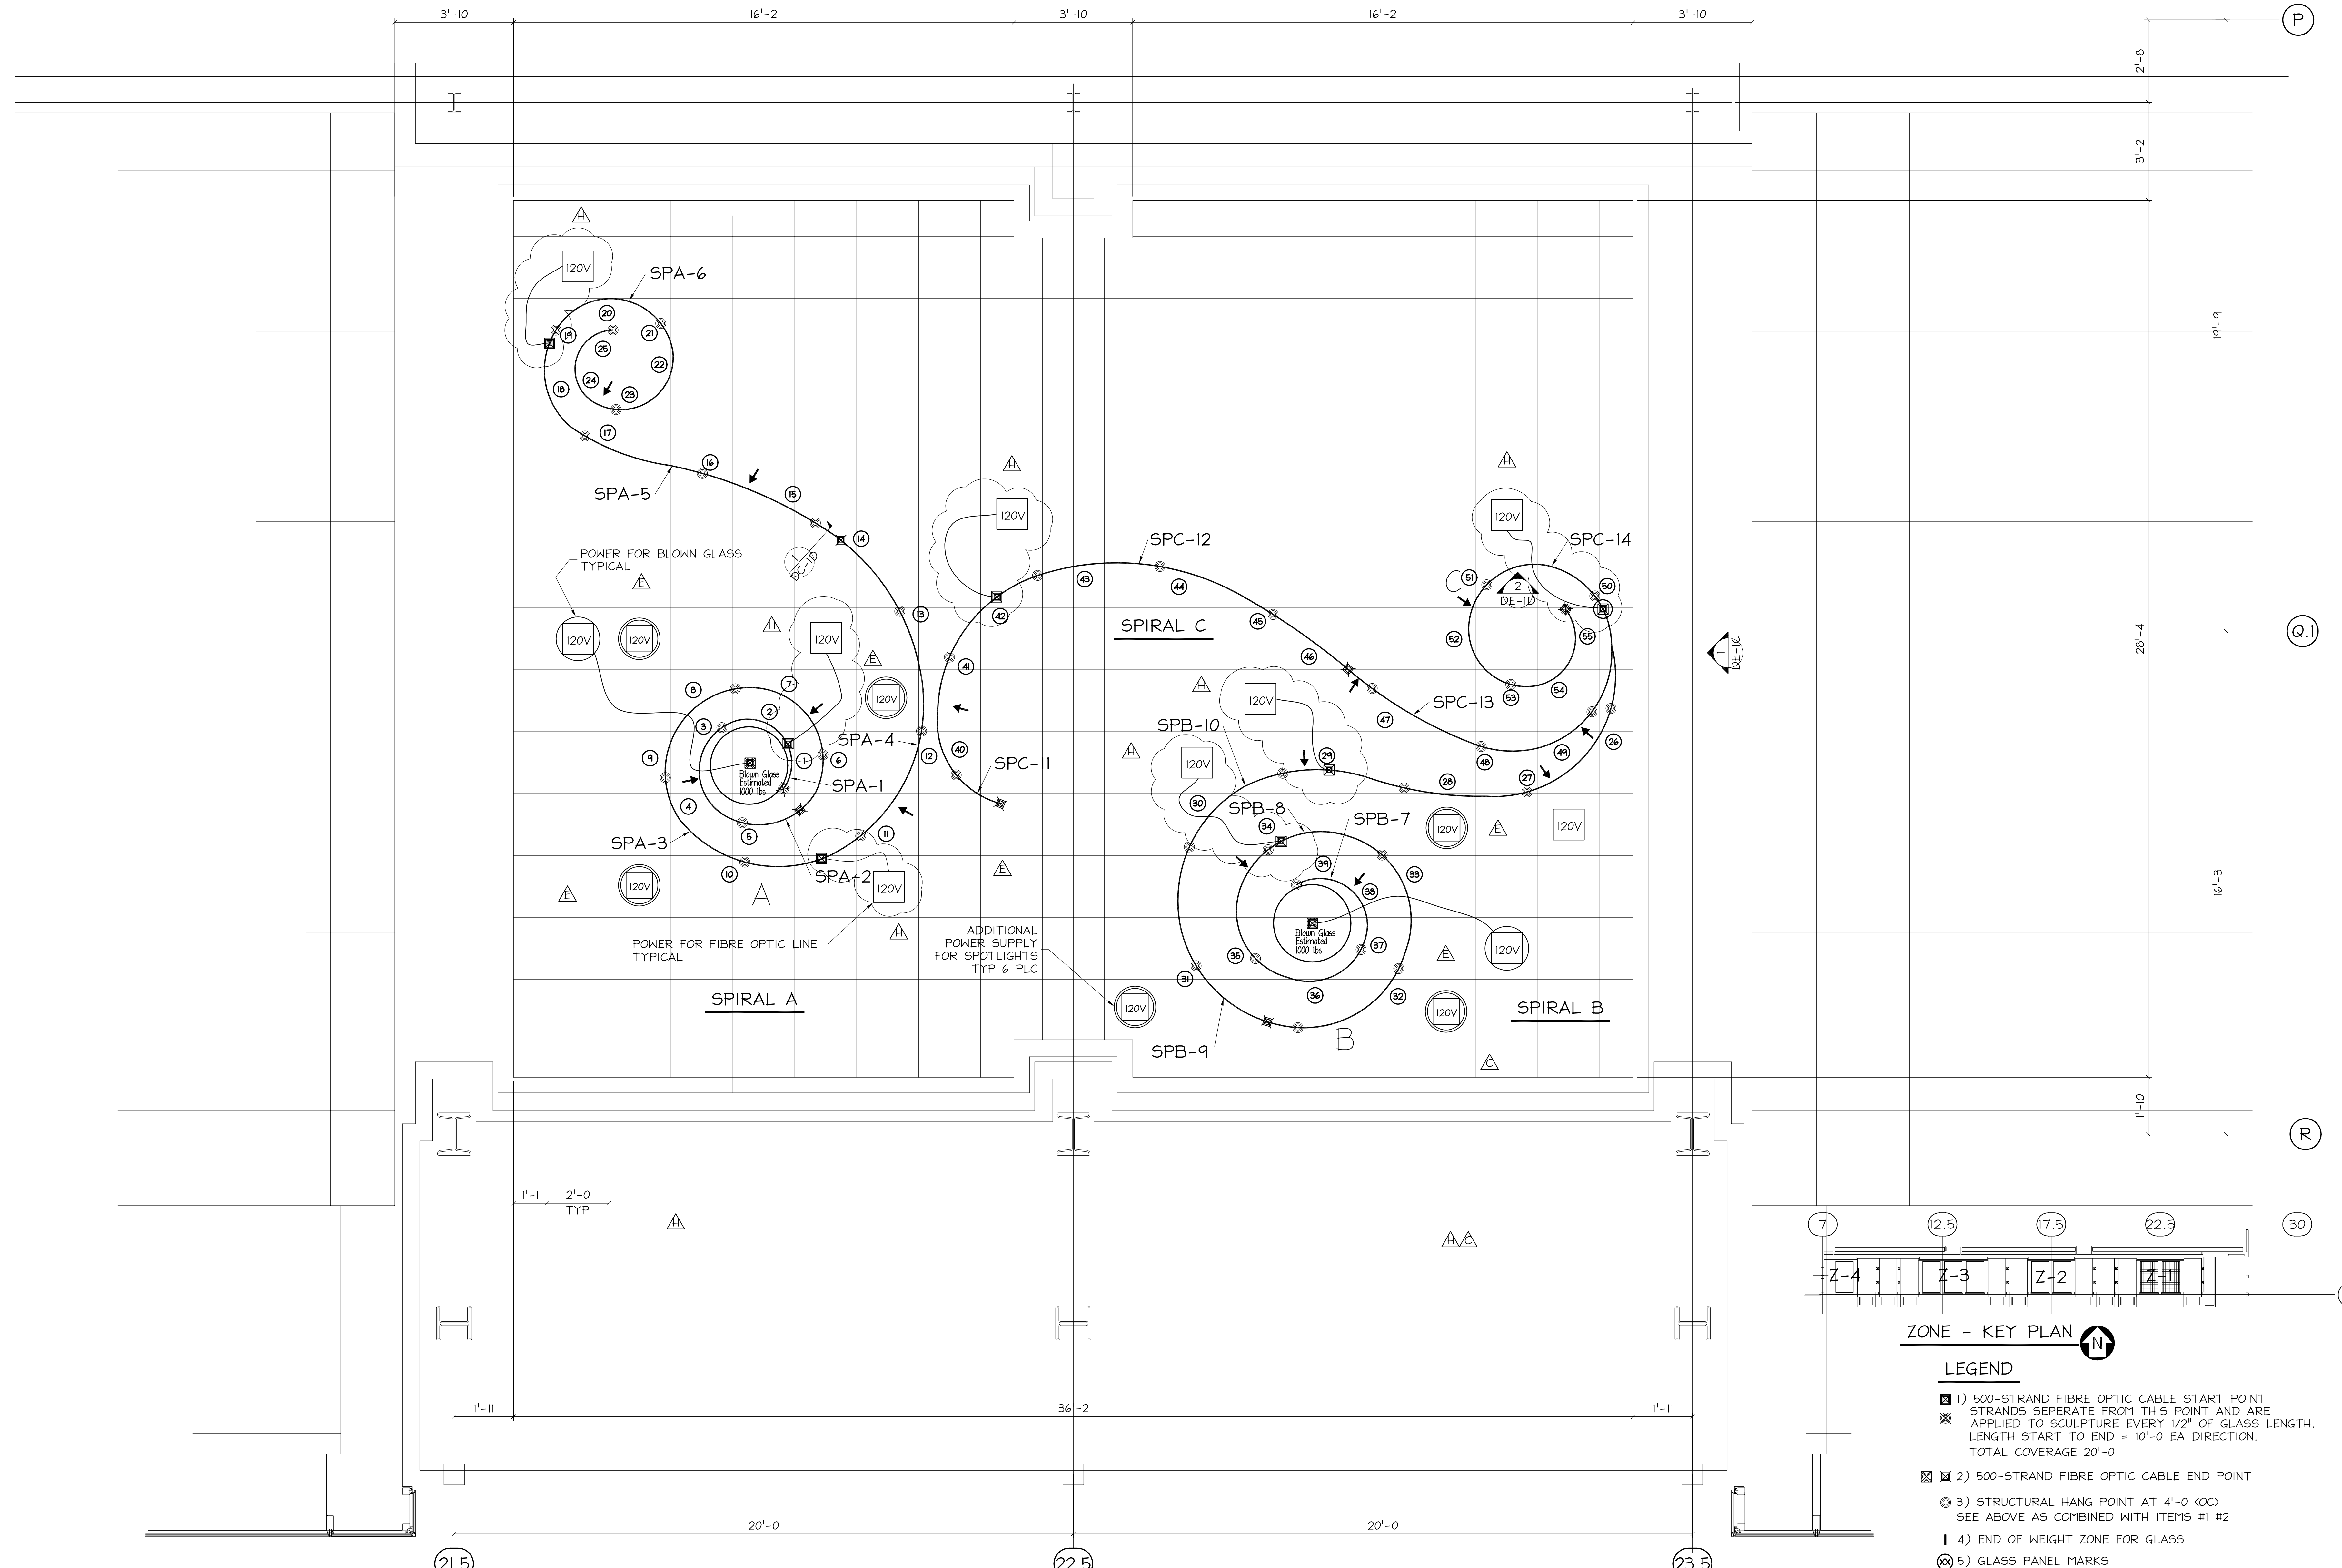 3'-10
16'-2
3'-10
16'-2
3'-10
P
2'-8
3'-2
H
120V
SPA-6
20
19
21
25
22
24
18
23
17
16
SPA-5
15
14
1
DC-1D
13
19'-9
H
120V
H
120V
SPC-12
SPC-14
43
44
42
51
50
C
2
DE-1D
POWER FOR BLOWN GLASS
TYPICAL
E
120V
120V
H
120V
E
120V
SPIRAL C
45
46
41
52
55
53
54
1
DE-1C
Q.1
28'-4
8
7
2
3
9
1
6
SPA-4
12
40
Blown Glass
Estimated
1000 lbs
SPA-1
4
5
SPA-3
11
10
A
SPA-2
SPC-11
H
120V
SPC-13
47
SPB-10
H
120V
29
48
49
26
27
28
30
SPB-8
34
SPB-7
39
33
38
120V
E
120V
E
120V
120V
E
H
E
POWER FOR FIBRE OPTIC LINE
TYPICAL
ADDITIONAL
POWER SUPPLY
FOR SPOTLIGHTS
TYP 6 PLC
Blown Glass
Estimated
1000 lbs
37
35
31
36
32
E
120V
16'-3
SPIRAL A
120V
120V
SPIRAL B
SPB-9
B
C
1'-10
R
1'-1
2'-0
TYP
H
H
C
7
12.5
17.5
22.5
30
Z-4
Z-3
Z-2
Z-1
ZONE - KEY PLAN
N
LEGEND
1) 500-STRAND FIBRE OPTIC CABLE START POINT
STRANDS SEPERATE FROM THIS POINT AND ARE
APPLIED TO SCULPTURE EVERY 1/2" OF GLASS LENGTH.
LENGTH START TO END = 10'-0 EA DIRECTION.
TOTAL COVERAGE 20'-0
2) 500-STRAND FIBRE OPTIC CABLE END POINT
3) STRUCTURAL HANG POINT AT 4'-0 <OC>
SEE ABOVE AS COMBINED WITH ITEMS #1 #2
4) END OF WEIGHT ZONE FOR GLASS
XX 5) GLASS PANEL MARKS
1'-11
36'-2
1'-11
20'-0
20'-0
21.5
22.5
23.5